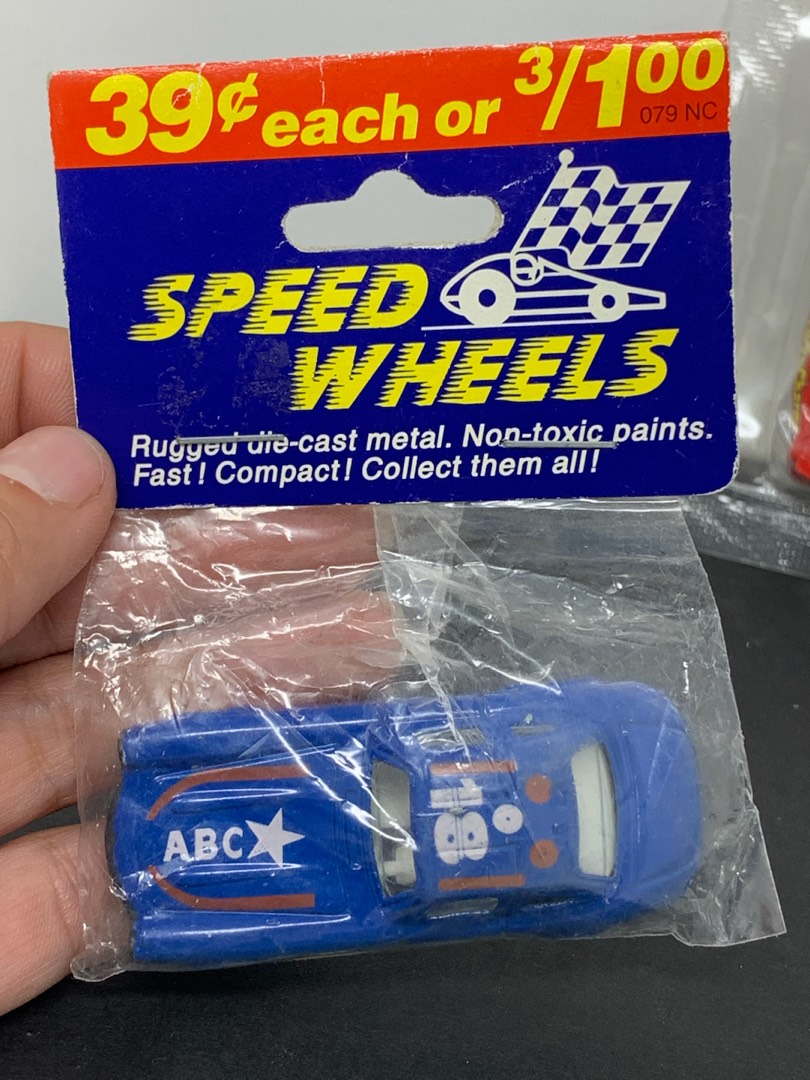 39¢ each or 3/1.00
079 NC
SPEED
WHEELS
Rugged die-cast metal. Non-toxic paints.
Fast! Compact! Collect them all!
ABC
18